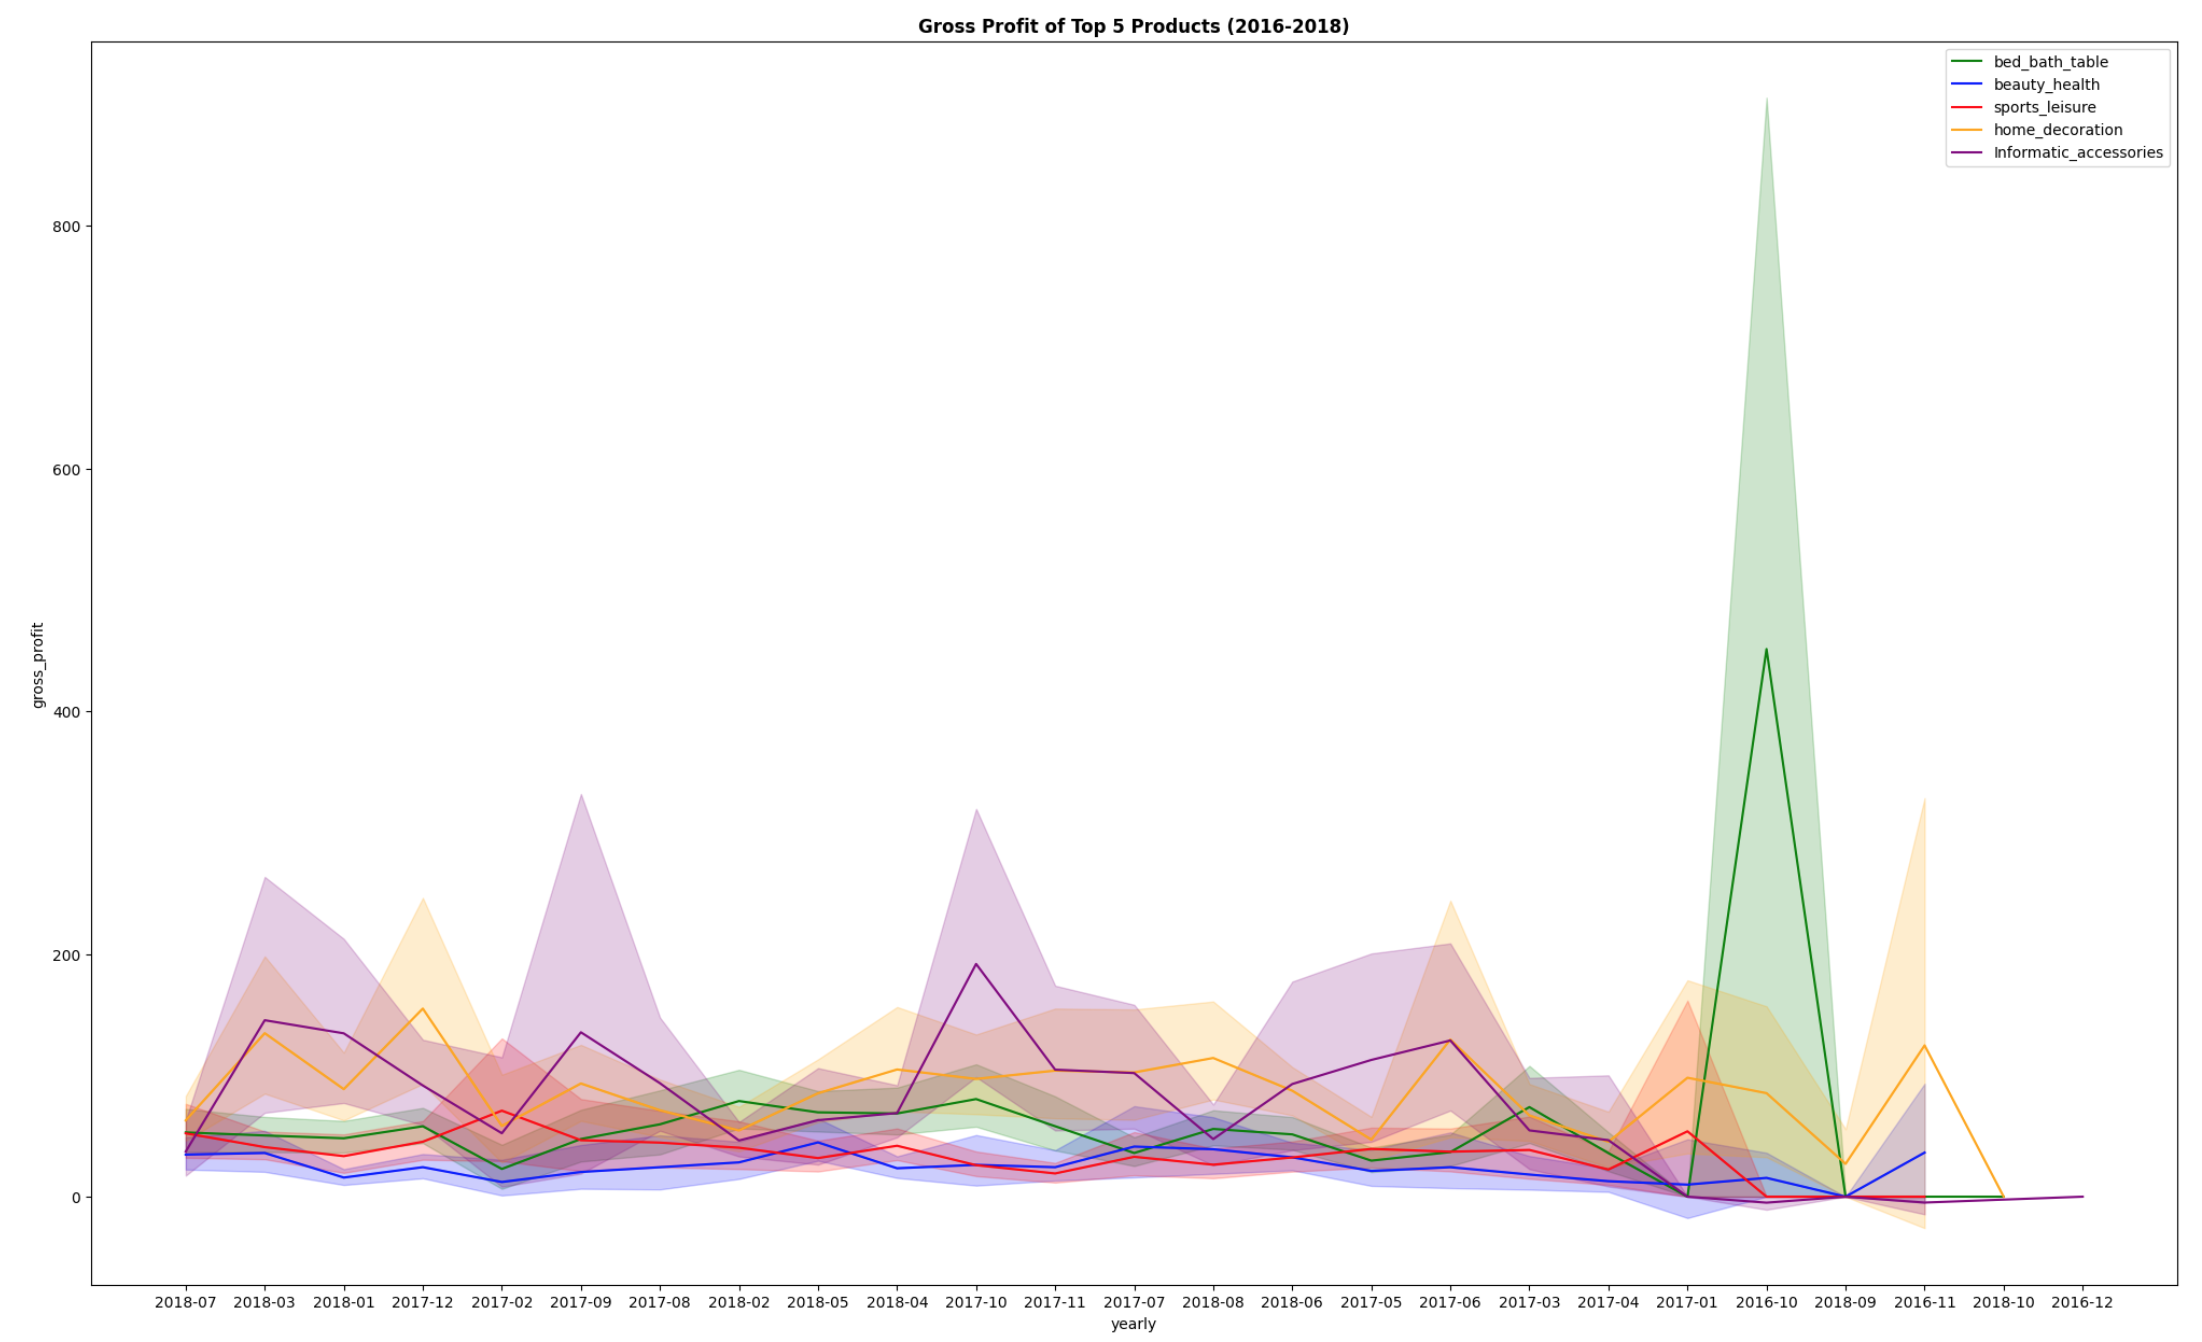 Gross Profit of Top 5 Products (2016-2018)
bed_bath_table
beauty_health
sports_leisure
home_decoration
Informatic_accessories
800
600
400
200
0
gross_profit
2018-07 2018-03 2018-01 2017-12 2017-02 2017-09 2017-08 2018-02 2018-05 2018-04 2017-10 2017-11 2017-07 2018-08 2018-06 2017-05 2017-06 2017-03 2017-04 2017-01 2016-10 2018-09 2016-11 2018-10 2016-12
yearly